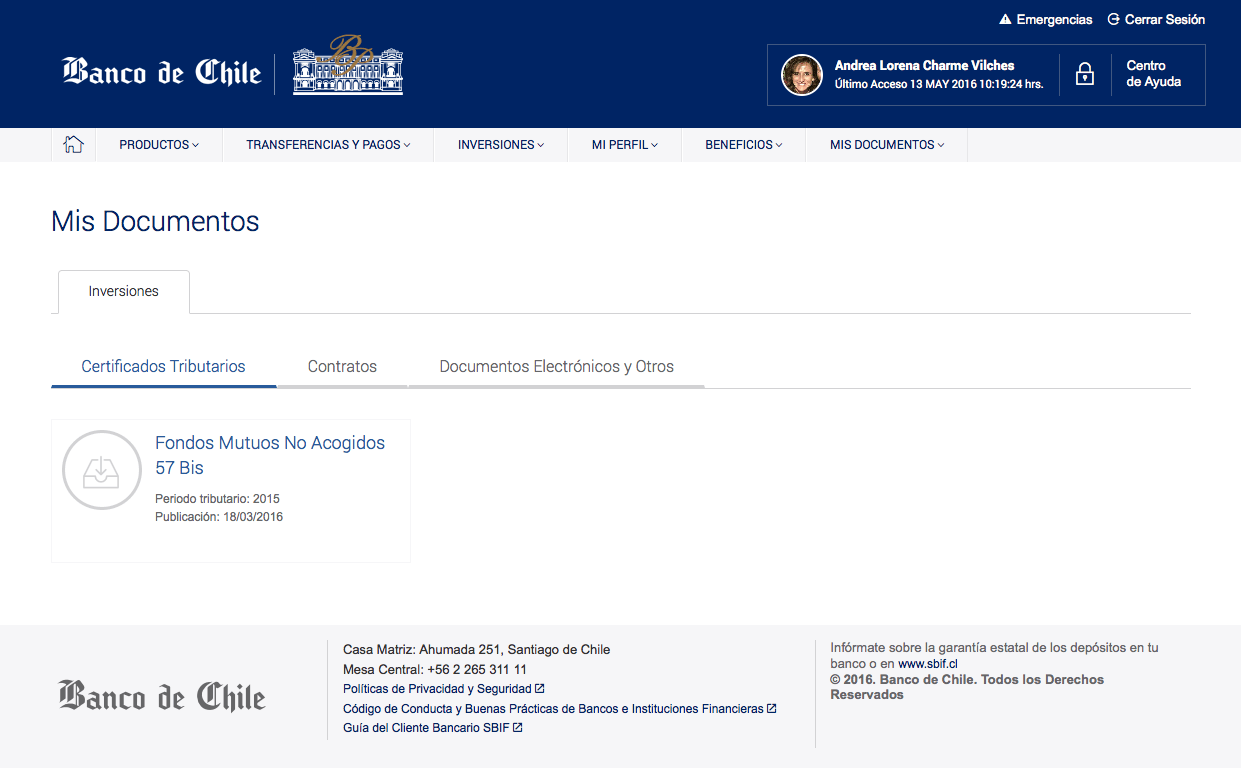 Emergencias
Cerrar Sesión
Banco de Chile
Andrea Lorena Charme Vilches
Último Acceso 13 MAY 2016 10:19:24 hrs.
Centro
de Ayuda
PRODUCTOS
TRANSFERENCIAS Y PAGOS
INVERSIONES
MI PERFIL
BENEFICIOS
MIS DOCUMENTOS
Mis Documentos
Inversiones
Certificados Tributarios
Contratos
Documentos Electrónicos y Otros
Fondos Mutuos No Acogidos
57 Bis
Periodo tributario: 2015
Publicación: 18/03/2016
Banco de Chile
Casa Matriz: Ahumada 251, Santiago de Chile
Mesa Central: +56 2 265 311 11
Políticas de Privacidad y Seguridad
Código de Conducta y Buenas Prácticas de Bancos e Instituciones Financieras
Guía del Cliente Bancario SBIF
Infórmate sobre la garantía estatal de los depósitos en tu
banco o en www.sbif.cl
© 2016. Banco de Chile. Todos los Derechos
Reservados